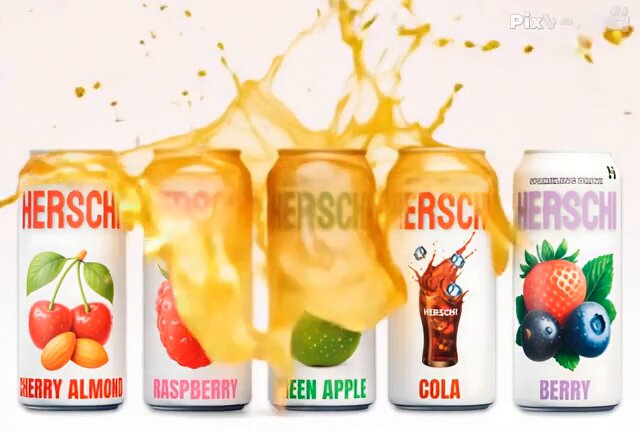 HERSCHI
CHERRY ALMOND
RASPBERRY
HERSCHI
EEN APPLE
HERSCHI
HERSCHI
COLA
HERSCHI
BERRY